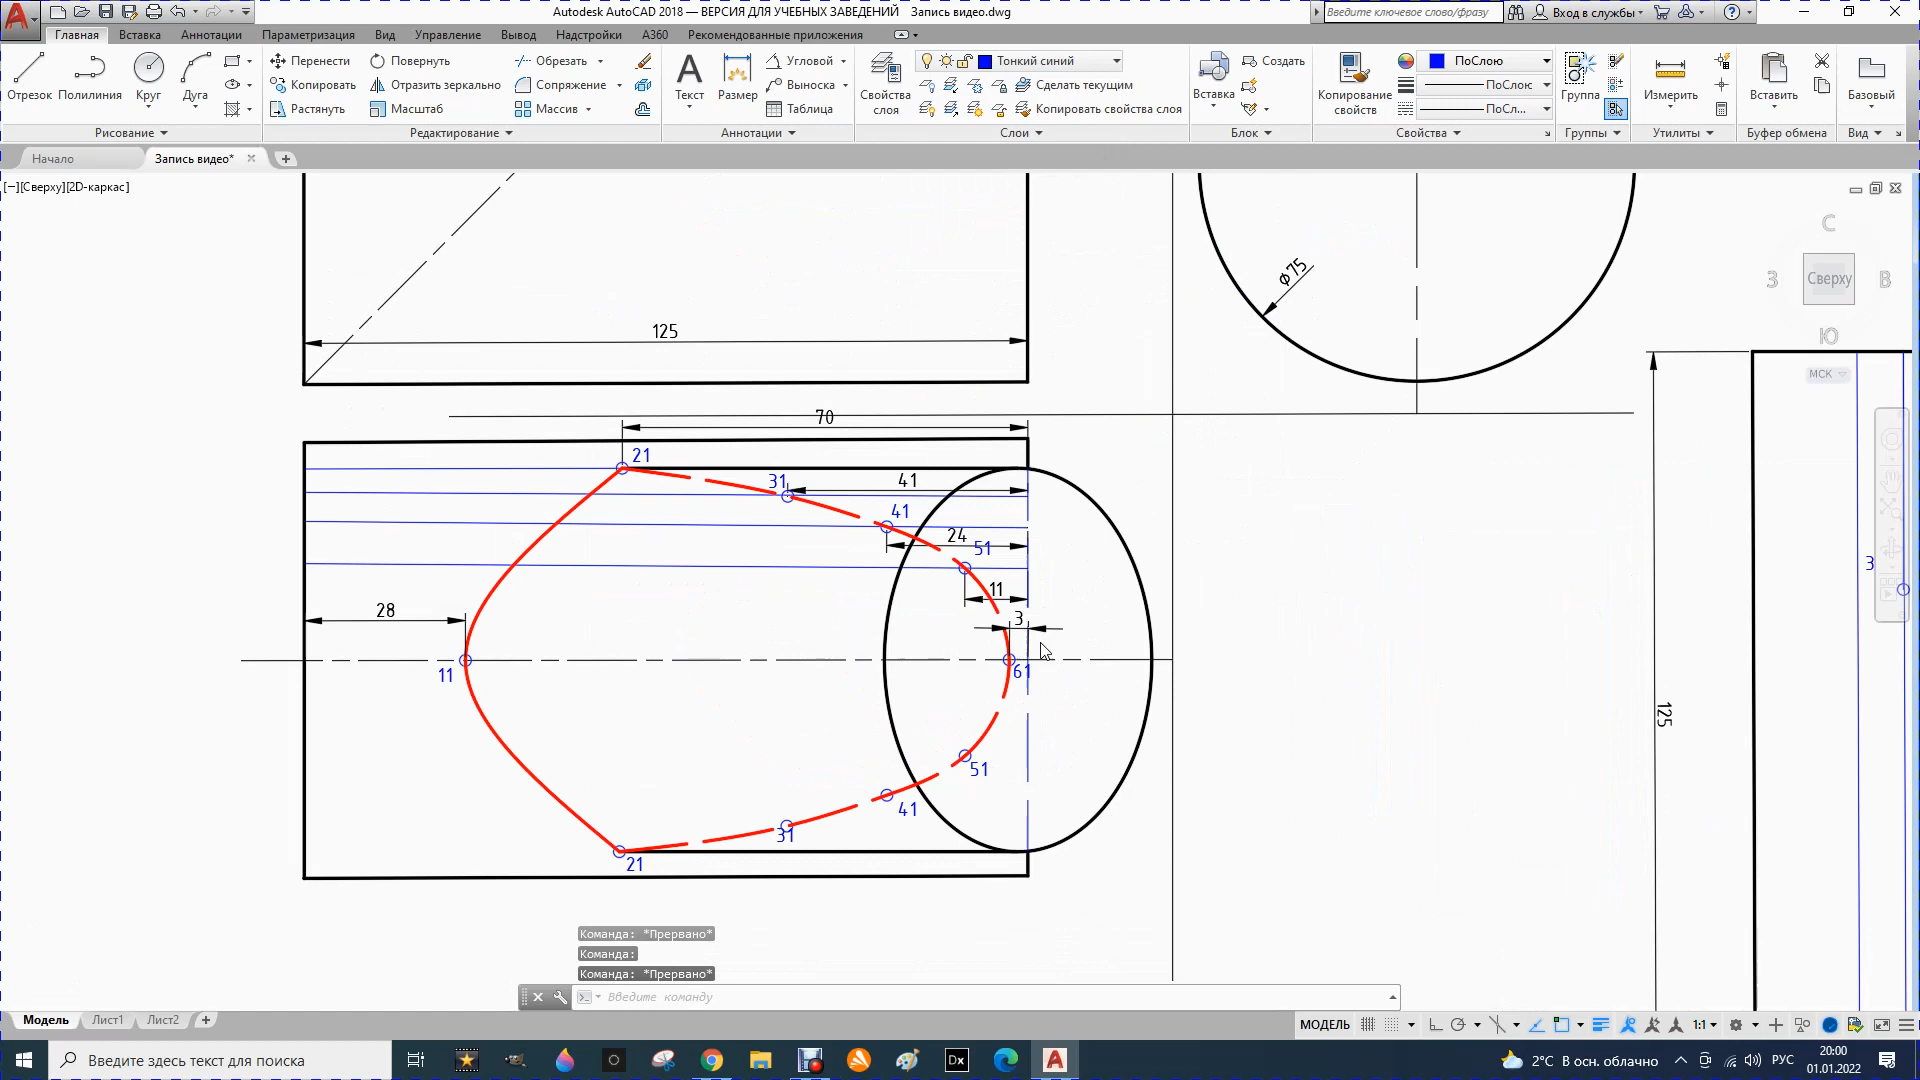 Autodesk AutoCAD 2018 — ВЕРСИЯ ДЛЯ УЧЕБНЫХ ЗАВЕДЕНИЙ Запись видео.dwg
Введите ключевое слово/фразу
Вход в службы
Главная Вставка Аннотации Параметризация Вид Управление Вывод Надстройки A360 Рекомендованные приложения
Отрезок Полилиния Круг Дуга
Перенести Повернуть Обрезать
Копировать Отразить зеркально Сопряжение
Растянуть Масштаб Массив
Текст Размер
Угловой
Выноска
Таблица
Свойства слоя
Тонкий синий
Сделать текущим
Копировать свойства слоя
Вставка
Создать
Копирование свойств
ПоСлою
ПоСлою
ПоСл...
Группа
Измерить
Вставить
Базовый
Рисование Редактирование Аннотации Слои Блок Свойства Группы Утилиты Буфер обмена Вид
Начало Запись видео*
[−][Сверху][2D-каркас]
С
З Сверху В
Ю
МСК
ϕ75
125
70
21
31
41
41
24
51
11
28
3
11
61
51
41
31
21
125
3
Команда: *Прервано*
Команда:
Команда: *Прервано*
Введите команду
Модель Лист1 Лист2
МОДЕЛЬ
1:1
Введите здесь текст для поиска
Dx
2°C В осн. облачно
РУС
20:00
01.01.2022